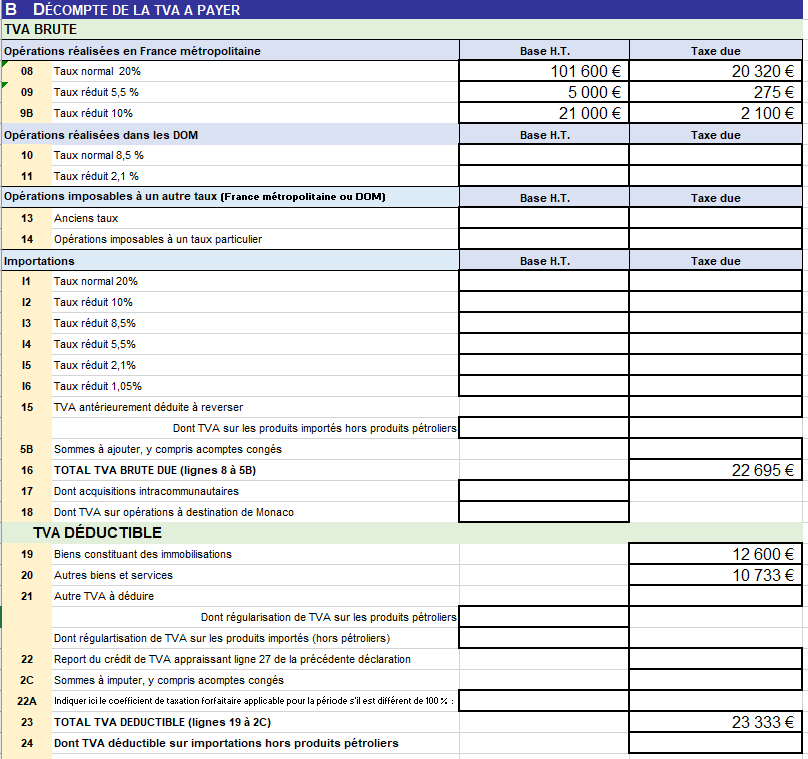 B DÉCOMPTE DE LA TVA A PAYER
TVA BRUTE
Opérations réalisées en France métropolitaine Base H.T. Taxe due
08 Taux normal 20% 101 600 € 20 320 €
09 Taux réduit 5,5 % 5 000 € 275 €
9B Taux réduit 10% 21 000 € 2 100 €
Opérations réalisées dans les DOM Base H.T. Taxe due
10 Taux normal 8,5 %
11 Taux réduit 2,1 %
Opérations imposables à un autre taux (France métropolitaine ou DOM) Base H.T. Taxe due
13 Anciens taux
14 Opérations imposables à un taux particulier
Importations Base H.T. Taxe due
I1 Taux normal 20%
I2 Taux réduit 10%
I3 Taux réduit 8,5%
I4 Taux réduit 5,5%
I5 Taux réduit 2,1%
I6 Taux réduit 1,05%
15 TVA antérieurement déduite à reverser
Dont TVA sur les produits importés hors produits pétroliers
5B Sommes à ajouter, y compris acomptes congés
16 TOTAL TVA BRUTE DUE (lignes 8 à 5B) 22 695 €
17 Dont acquisitions intracommunautaires
18 Dont TVA sur opérations à destination de Monaco
TVA DÉDUCTIBLE
19 Biens constituant des immobilisations 12 600 €
20 Autres biens et services 10 733 €
21 Autre TVA à déduire
Dont régularisation de TVA sur les produits pétroliers
Dont régulartisation de TVA sur les produits importés (hors pétroliers)
22 Report du crédit de TVA appraissant ligne 27 de la précédente déclaration
2C Sommes à imputer, y compris acomptes congés
22A Indiquer ici le coefficient de taxation forfaitaire applicable pour la période s'il est différent de 100 % :
23 TOTAL TVA DEDUCTIBLE (lignes 19 à 2C) 23 333 €
24 Dont TVA déductible sur importations hors produits pétroliers